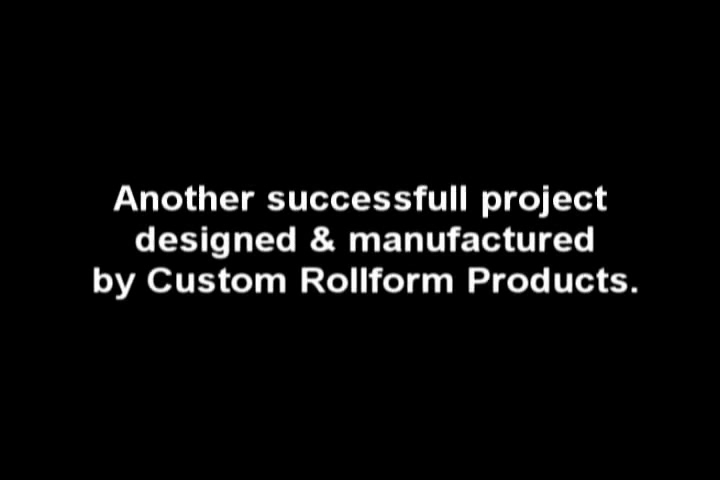 Another successfull project
designed & manufactured
by Custom Rollform Products.